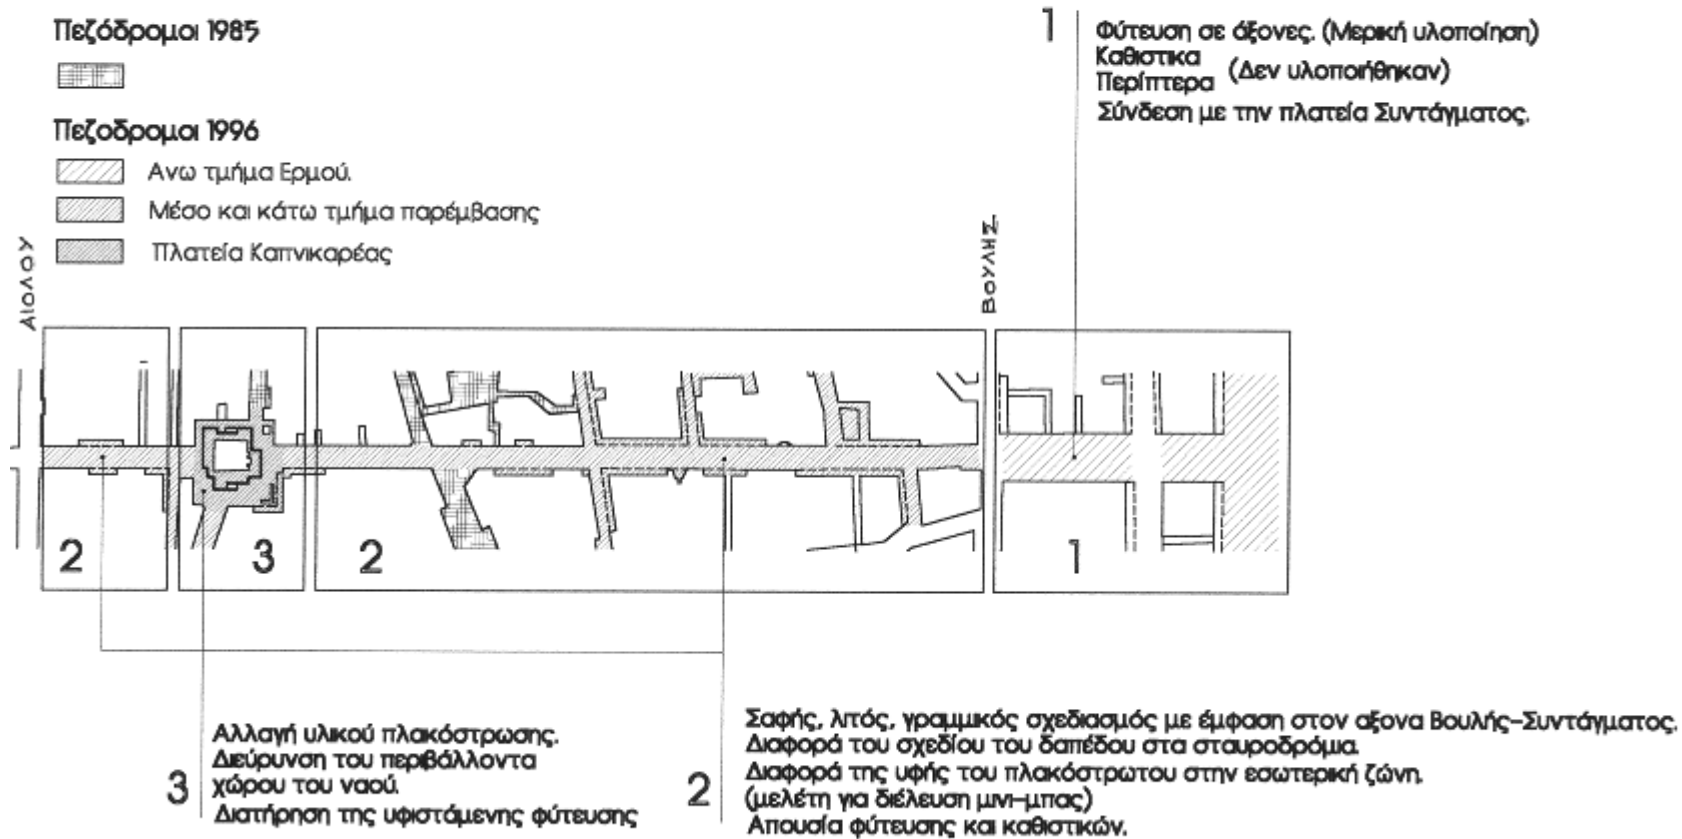 Πεζόδρομοι 1985
Πεζοδρομοι 1996
Ανω τμήμα Ερμού.
Μέσο και κάτω τμήμα παρέμβασης
Πλατεία Καπνικαρέας
1
Φύτευση σε άξονες. (Μερική υλοποίηση)
Καθιστικα
Περίπτερα (Δεν υλοποιήθηκαν)
Σύνδεση με την πλατεία Συντάγματος.
ΑΙΟΛΟΥ
ΒΟΥΛΗΣ
2
3
2
1
3
Αλλαγή υλικού πλακόστρωσης.
Διεύρυνση του περιβάλλοντα
χώρου του ναού.
Διατήρηση της υφιστάμενης φύτευσης
2
Σαφής, λιτός, γραμμικός σχεδιασμός με έμφαση στον αξονα Βουλής-Συντάγματος.
Διαφορά του σχεδίου του δαπέδου στα σταυροδρόμια.
Διαφορά της υφής του πλακόστρωτου στην εσωτερική ζώνη.
(μελέτη για διέλευση μινι-μπας)
Απουσία φύτευσης και καθιστικών.